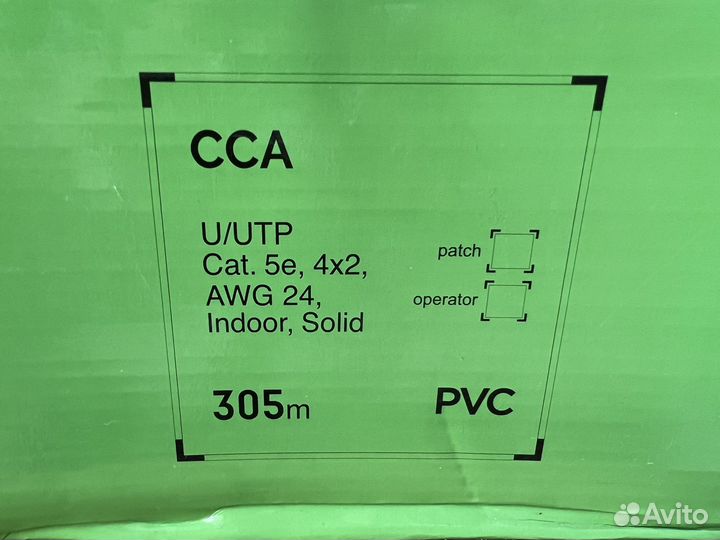 CCA
U/UTP
Cat. 5e, 4x2,
AWG 24,
Indoor, Solid
patch
operator
305m
PVC
Avito